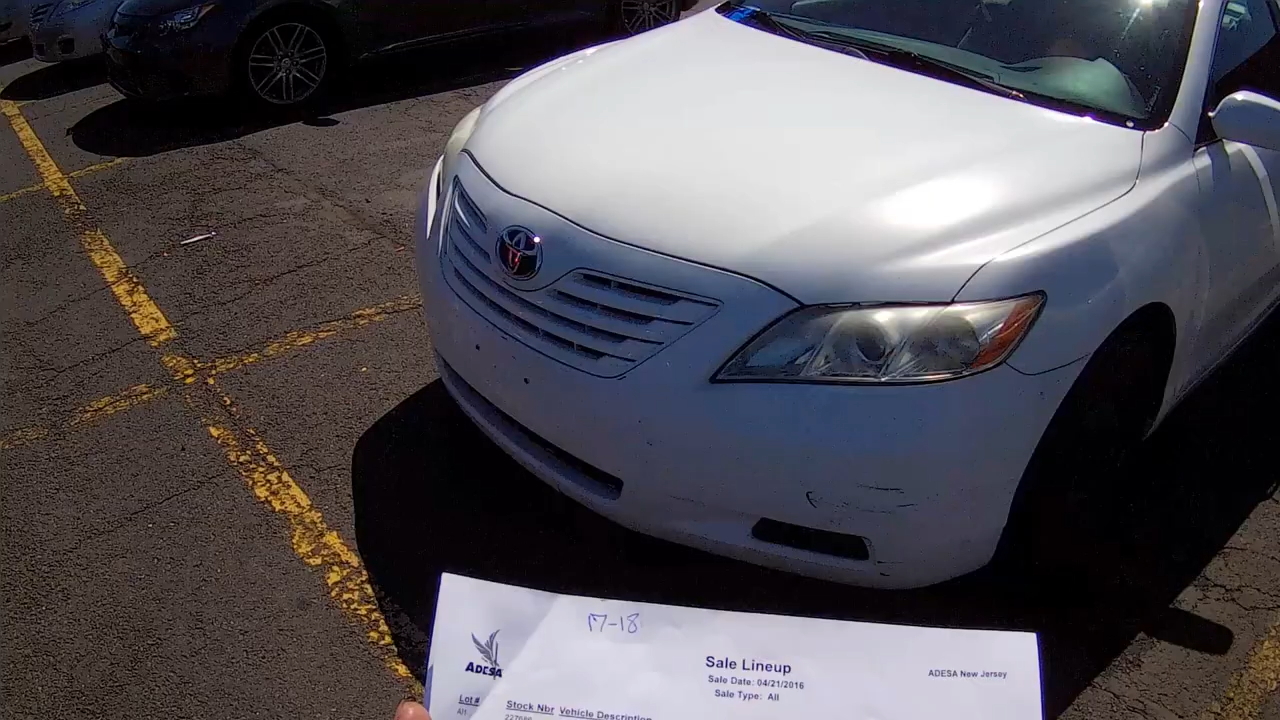 17-18
Sale Lineup
ADESA New Jersey
ADESA
Sale Date: 04/21/2016
Sale Type: All
Lot # Stock Nbr Vehicle Description